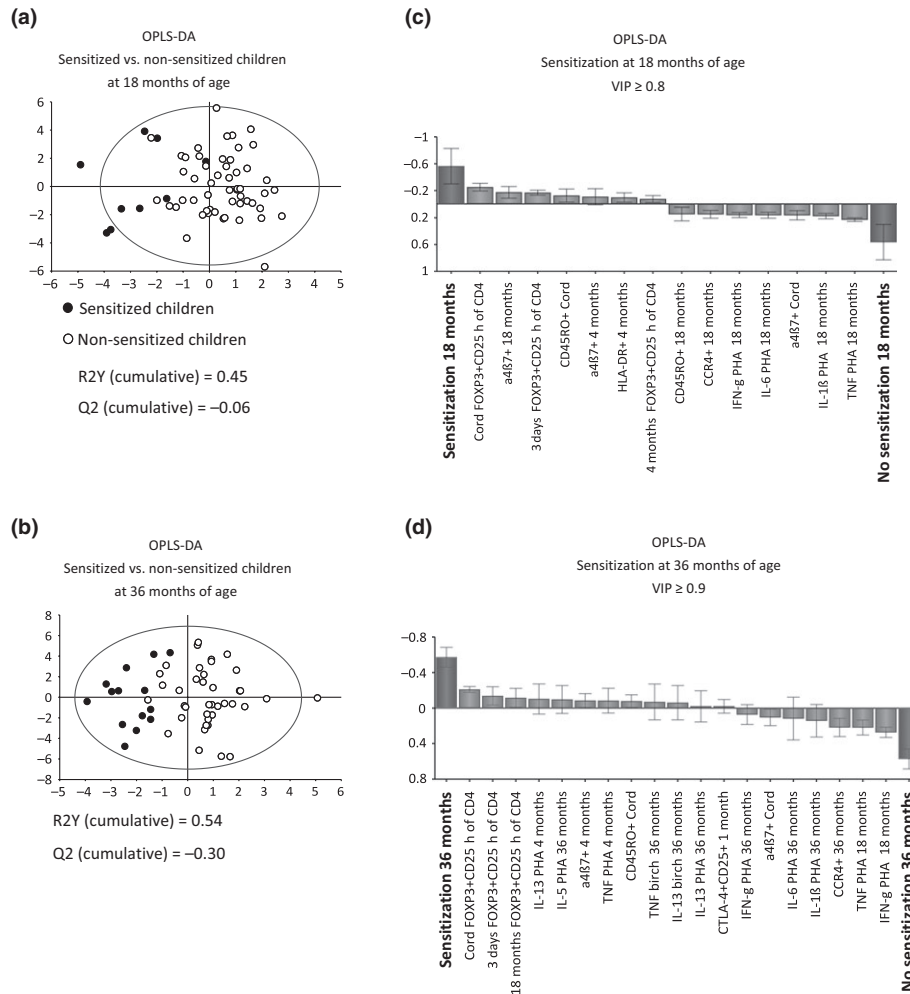 (a)
OPLS-DA
Sensitized vs. non-sensitized children
at 18 months of age
6
4
2
0
−2
−4
−6
−6 −5 −4 −3 −2 −1 0 1 2 3 4 5
Sensitized children
Non-sensitized children
R2Y (cumulative) = 0.45
Q2 (cumulative) = −0.06
(c)
OPLS-DA
Sensitization at 18 months of age
VIP ≥ 0.8
−1
−0.6
−0.2
0.2
0.6
1
Sensitization 18 months
Cord FOXP3+CD25 h of CD4
a4ß7+ 18 months
3 days FOXP3+CD25 h of CD4
CD45RO+ Cord
a4ß7+ 4 months
HLA-DR+ 4 months
4 months FOXP3+CD25 h of CD4
CD45RO+ 18 months
CCR4+ 18 months
IFN-g PHA 18 months
IL-6 PHA 18 months
a4ß7+ Cord
IL-1ß PHA 18 months
TNF PHA 18 months
No sensitization 18 months
(b)
OPLS-DA
Sensitized vs. non-sensitized children
at 36 months of age
8
6
4
2
0
−2
−4
−6
−8
−5 −4 −3 −2 −1 0 1 2 3 4 5 6
R2Y (cumulative) = 0.54
Q2 (cumulative) = −0.30
(d)
OPLS-DA
Sensitization at 36 months of age
VIP ≥ 0.9
−0.8
−0.4
0
0.4
0.8
Sensitization 36 months
Cord FOXP3+CD25 h of CD4
3 days FOXP3+CD25 h of CD4
18 months FOXP3+CD25 h of CD4
IL-13 PHA 4 months
IL-5 PHA 36 months
a4ß7+ 4 months
TNF PHA 4 months
CD45RO+ Cord
TNF birch 36 months
IL-13 birch 36 months
IL-13 PHA 36 months
CTLA-4+CD25+ 1 month
IFN-g PHA 36 months
a4ß7+ Cord
IL-6 PHA 36 months
IL-1ß PHA 36 months
CCR4+ 36 months
TNF PHA 18 months
IFN-g PHA 18 months
No sensitization 36 months